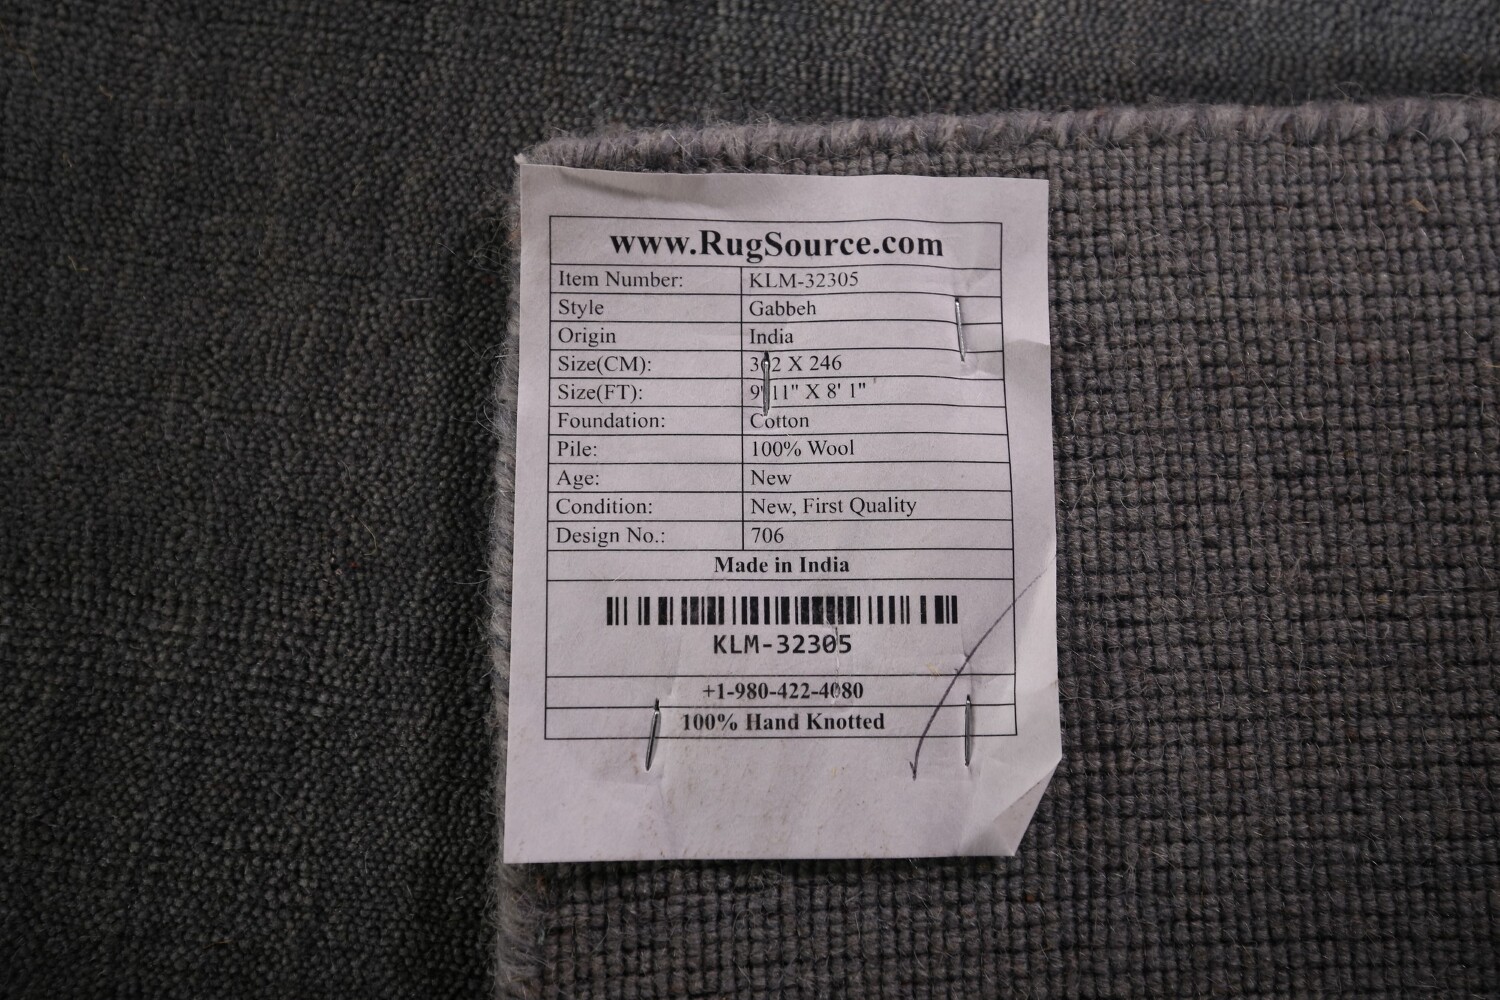 www.RugSource.com
Item Number: KLM-32305
Style Gabbeh
Origin India
Size(CM): 302 X 246
Size(FT): 9' 11" X 8' 1"
Foundation: Cotton
Pile: 100% Wool
Age: New
Condition: New, First Quality
Design No.: 706
Made in India
KLM-32305
+1-980-422-4080
100% Hand Knotted